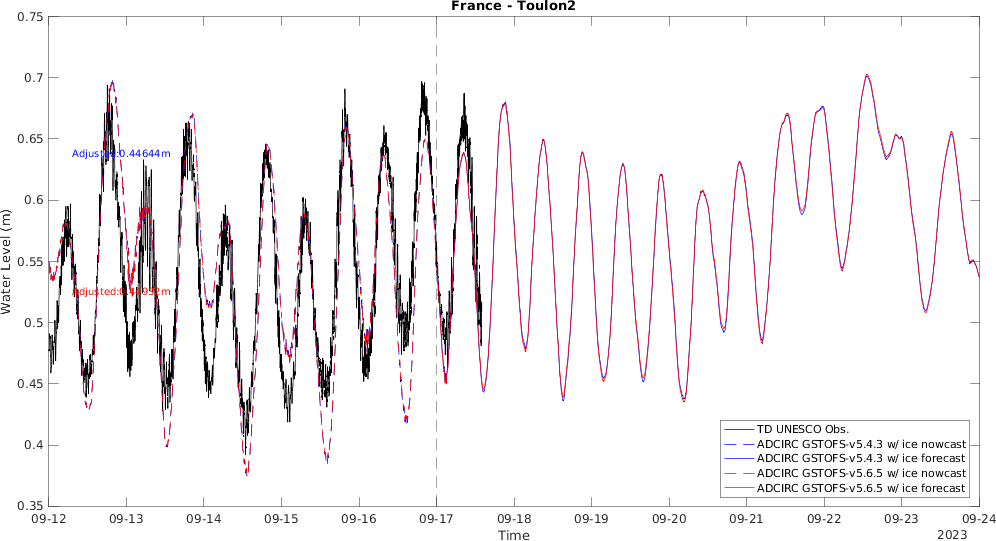 France - Toulon2
0.75
0.7
0.65
0.6
0.55
0.5
0.45
0.4
0.35
Water Level (m)
Adjusted:0.44644m
TD UNESCO Obs.
ADCIRC GSTOFS-v5.4.3 w/ ice nowcast
ADCIRC GSTOFS-v5.4.3 w/ ice forecast
ADCIRC GSTOFS-v5.6.5 w/ ice nowcast
ADCIRC GSTOFS-v5.6.5 w/ ice forecast
09-12 09-13 09-14 09-15 09-16 09-17 09-18 09-19 09-20 09-21 09-22 09-23 09-24
Time
2023